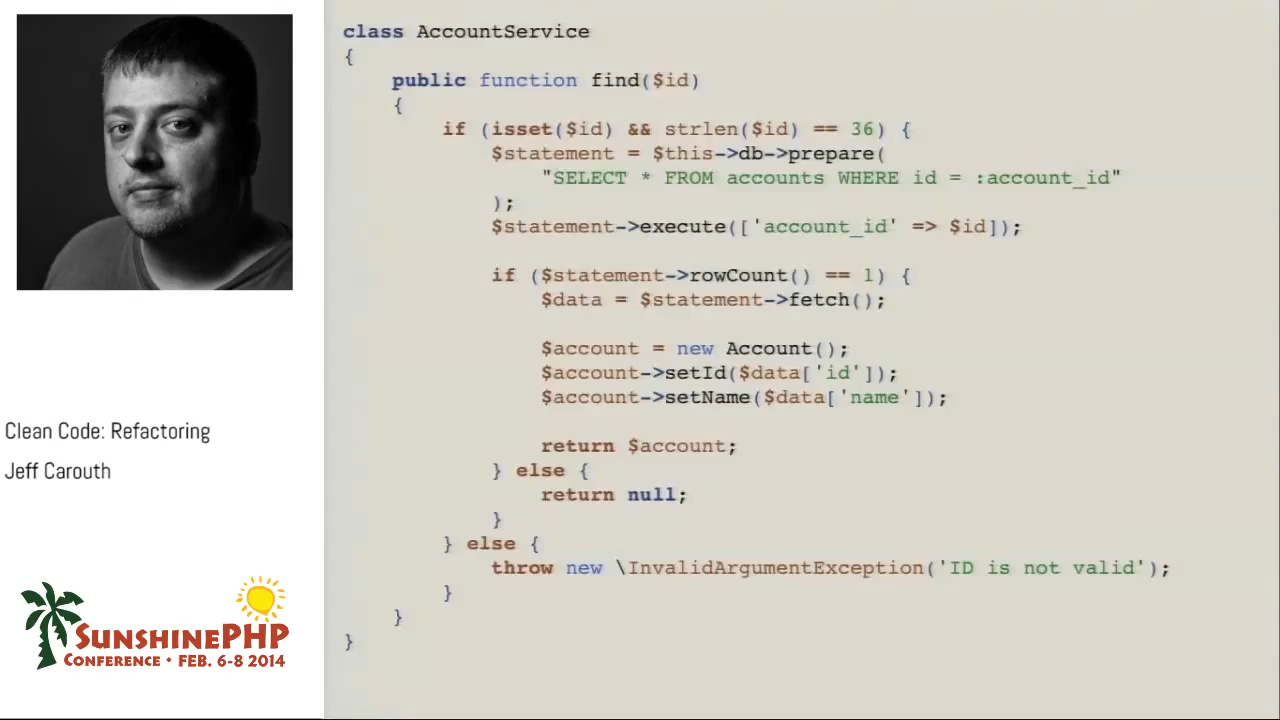 class AccountService
{
    public function find($id)
    {
        if (isset($id) && strlen($id) == 36) {
            $statement = $this->db->prepare(
                "SELECT * FROM accounts WHERE id = :account_id"
            );
            $statement->execute(['account_id' => $id]);

            if ($statement->rowCount() == 1) {
                $data = $statement->fetch();

                $account = new Account();
                $account->setId($data['id']);
                $account->setName($data['name']);

                return $account;
            } else {
                return null;
            }
        } else {
            throw new \InvalidArgumentException('ID is not valid');
        }
    }
}
Clean Code: Refactoring
Jeff Carouth
SUNSHINEPHP
CONFERENCE • FEB. 6-8 2014